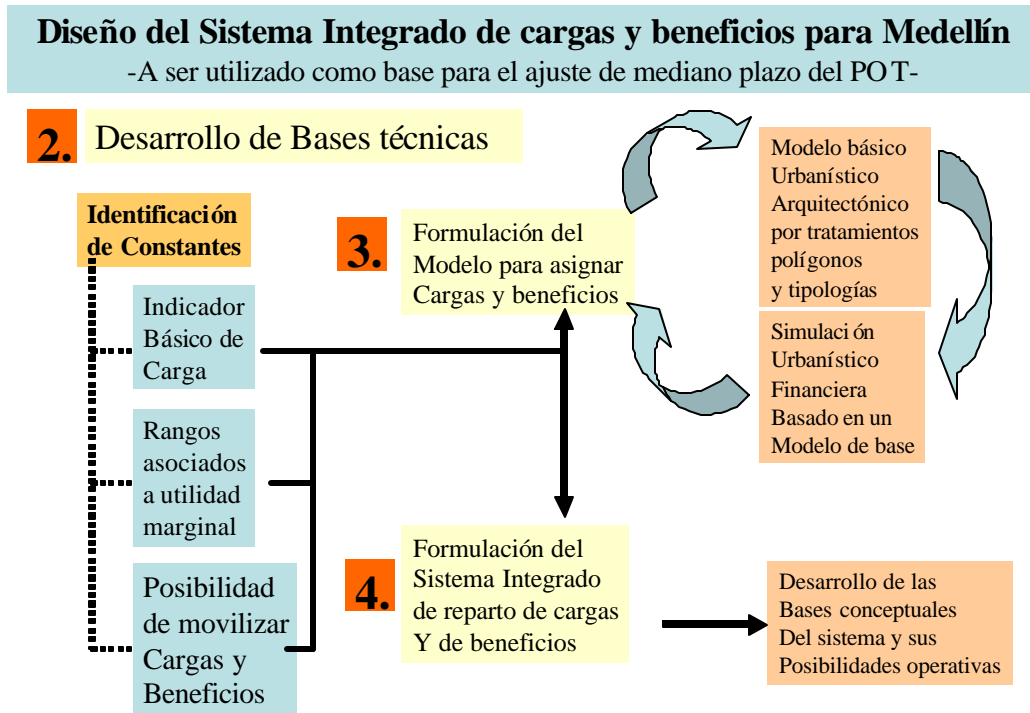 Diseño del Sistema Integrado de cargas y beneficios para Medellín
-A ser utilizado como base para el ajuste de mediano plazo del POT-
2. Desarrollo de Bases técnicas
Identificación
de Constantes
Indicador
Básico de
Carga
Rangos
asociados
a utilidad
marginal
Posibilidad
de movilizar
Cargas y
Beneficios
3.
Formulación del
Modelo para asignar
Cargas y beneficios
Modelo básico
Urbanístico
Arquitectónico
por tratamientos
polígonos
y tipologías
Simulación
Urbanístico
Financiera
Basado en un
Modelo de base
4.
Formulación del
Sistema Integrado
de reparto de cargas
Y de beneficios
Desarrollo de las
Bases conceptuales
Del sistema y sus
Posibilidades operativas